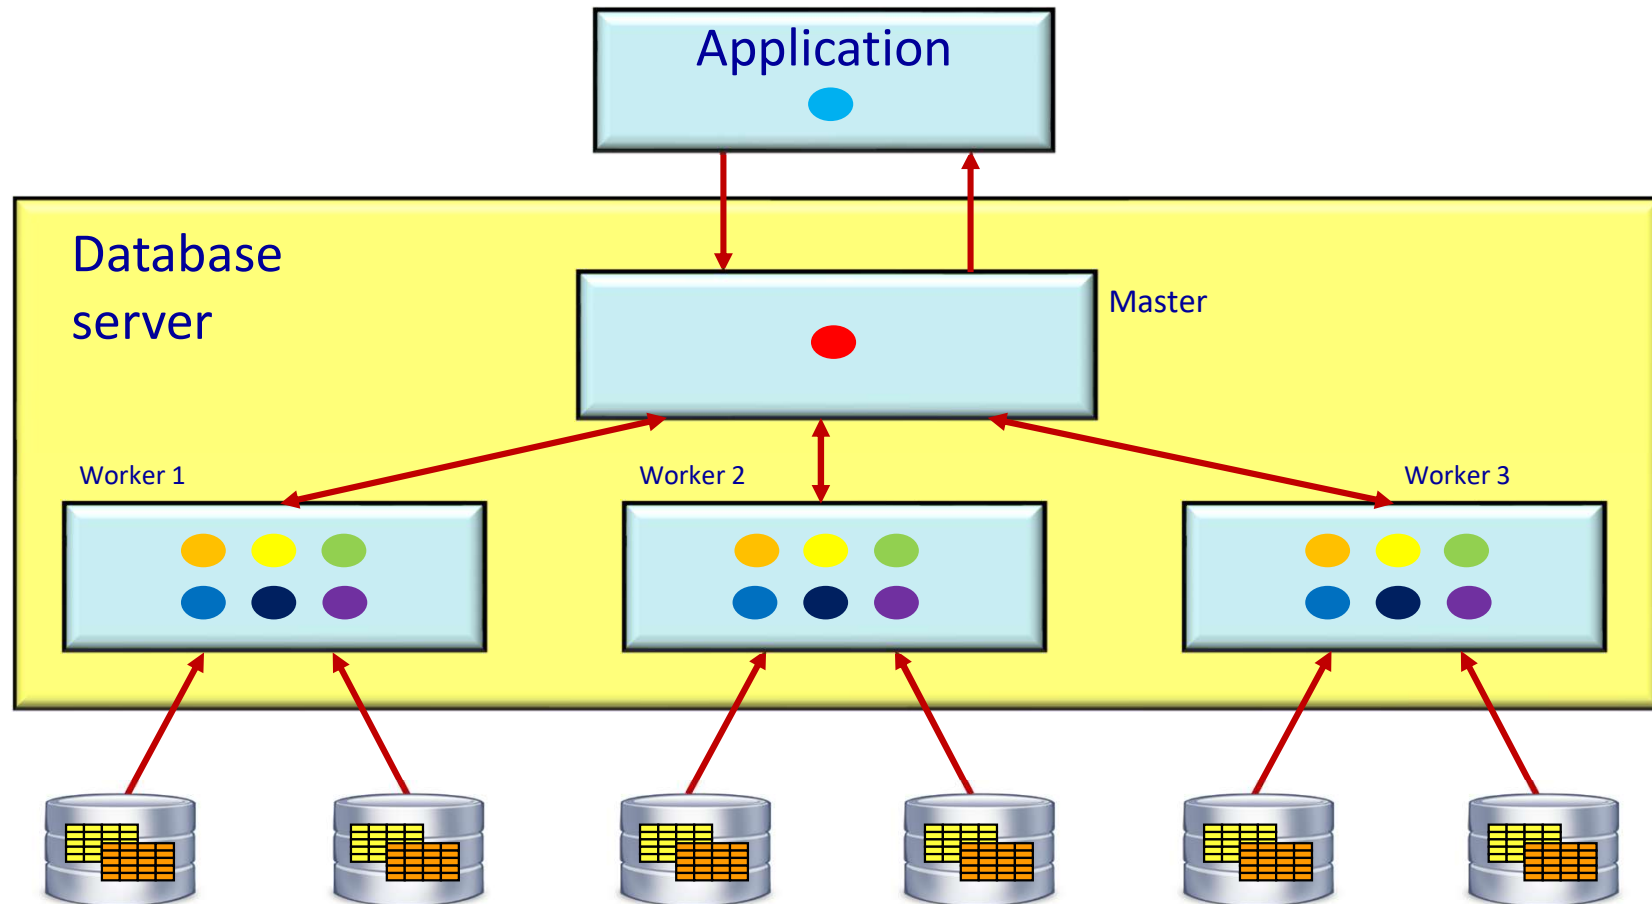 Application
Database
server
Master
Worker 1
Worker 2
Worker 3